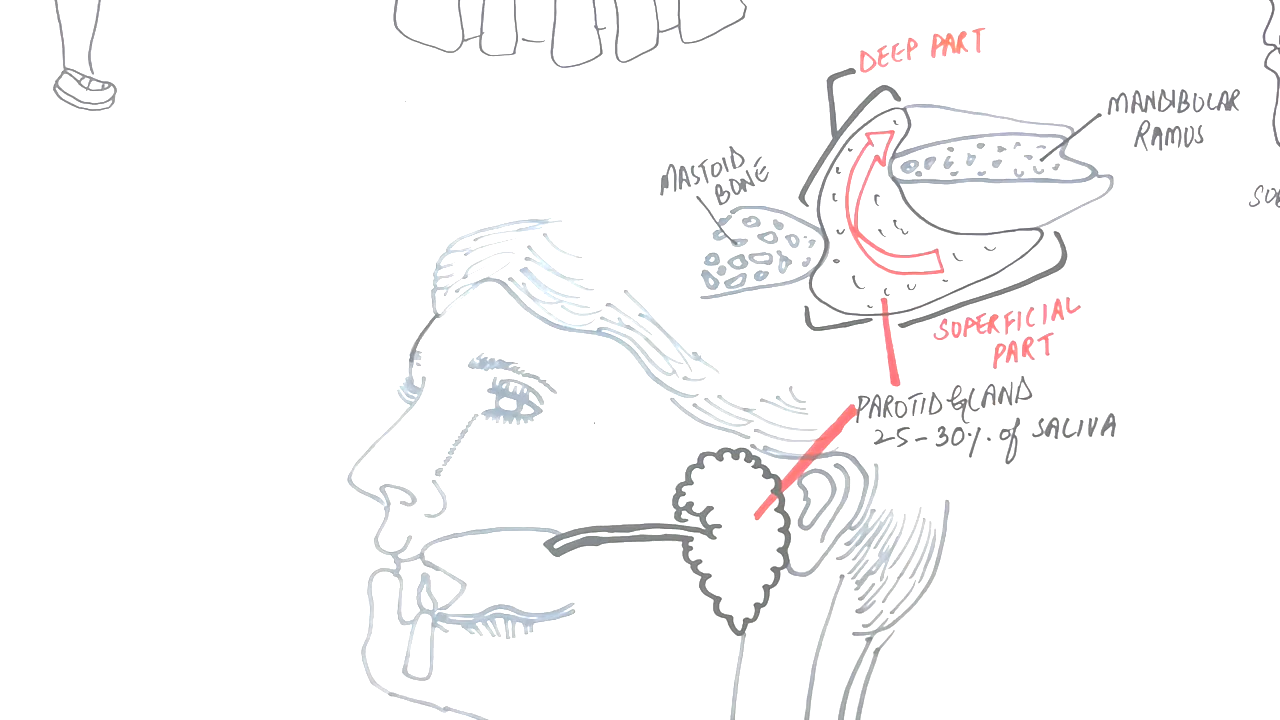 DEEP PART
MANDIBULAR
RAMUS
MASTOID
BONE
SUPERFICIAL
PART
PAROTID GLAND
25-30% of SALIVA